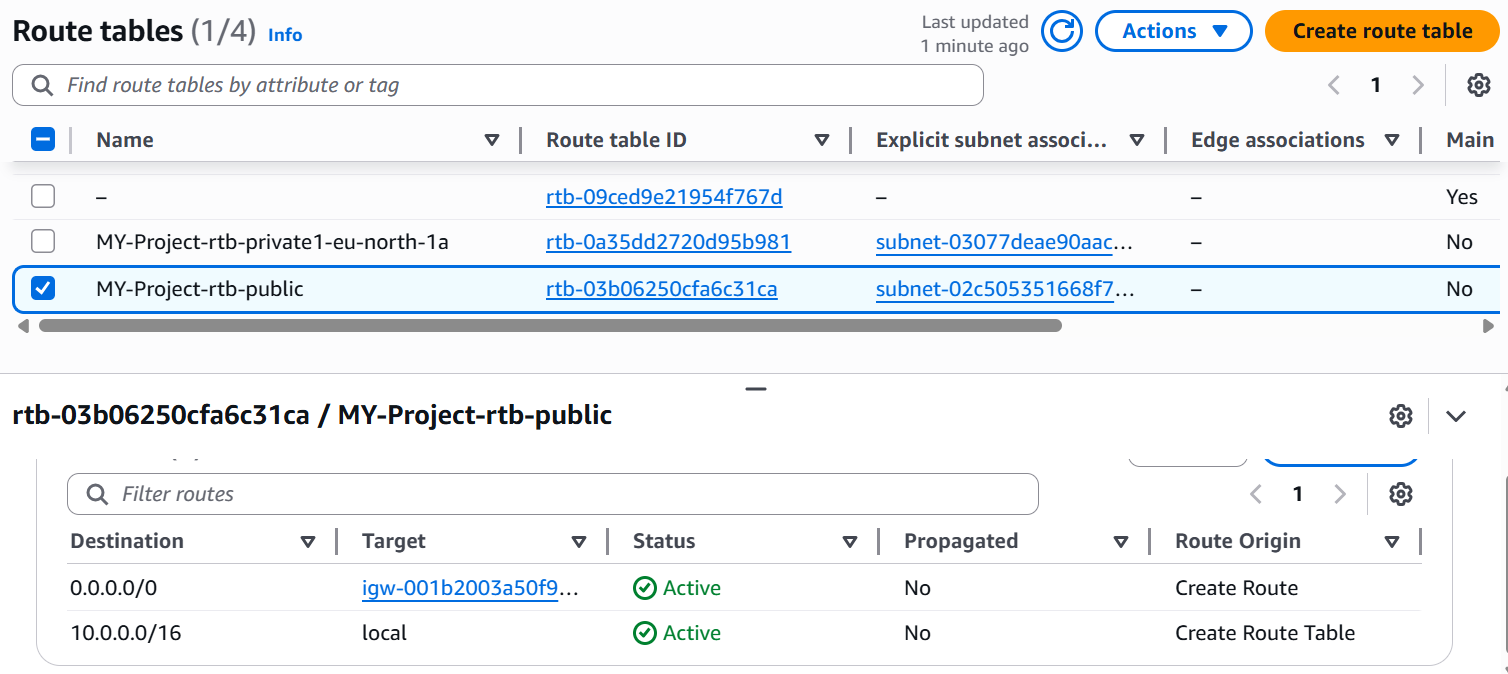 Route tables (1/4) Info
Last updated
1 minute ago
Actions
Create route table
Find route tables by attribute or tag
1
Name Route table ID Explicit subnet associ... Edge associations Main
– rtb-09ced9e21954f767d – – Yes
MY-Project-rtb-private1-eu-north-1a rtb-0a35dd2720d95b981 subnet-03077deae90aac... – No
MY-Project-rtb-public rtb-03b06250cfa6c31ca subnet-02c505351668f7... – No
rtb-03b06250cfa6c31ca / MY-Project-rtb-public
Filter routes
1
Destination Target Status Propagated Route Origin
0.0.0.0/0 igw-001b2003a50f9... Active No Create Route
10.0.0.0/16 local Active No Create Route Table